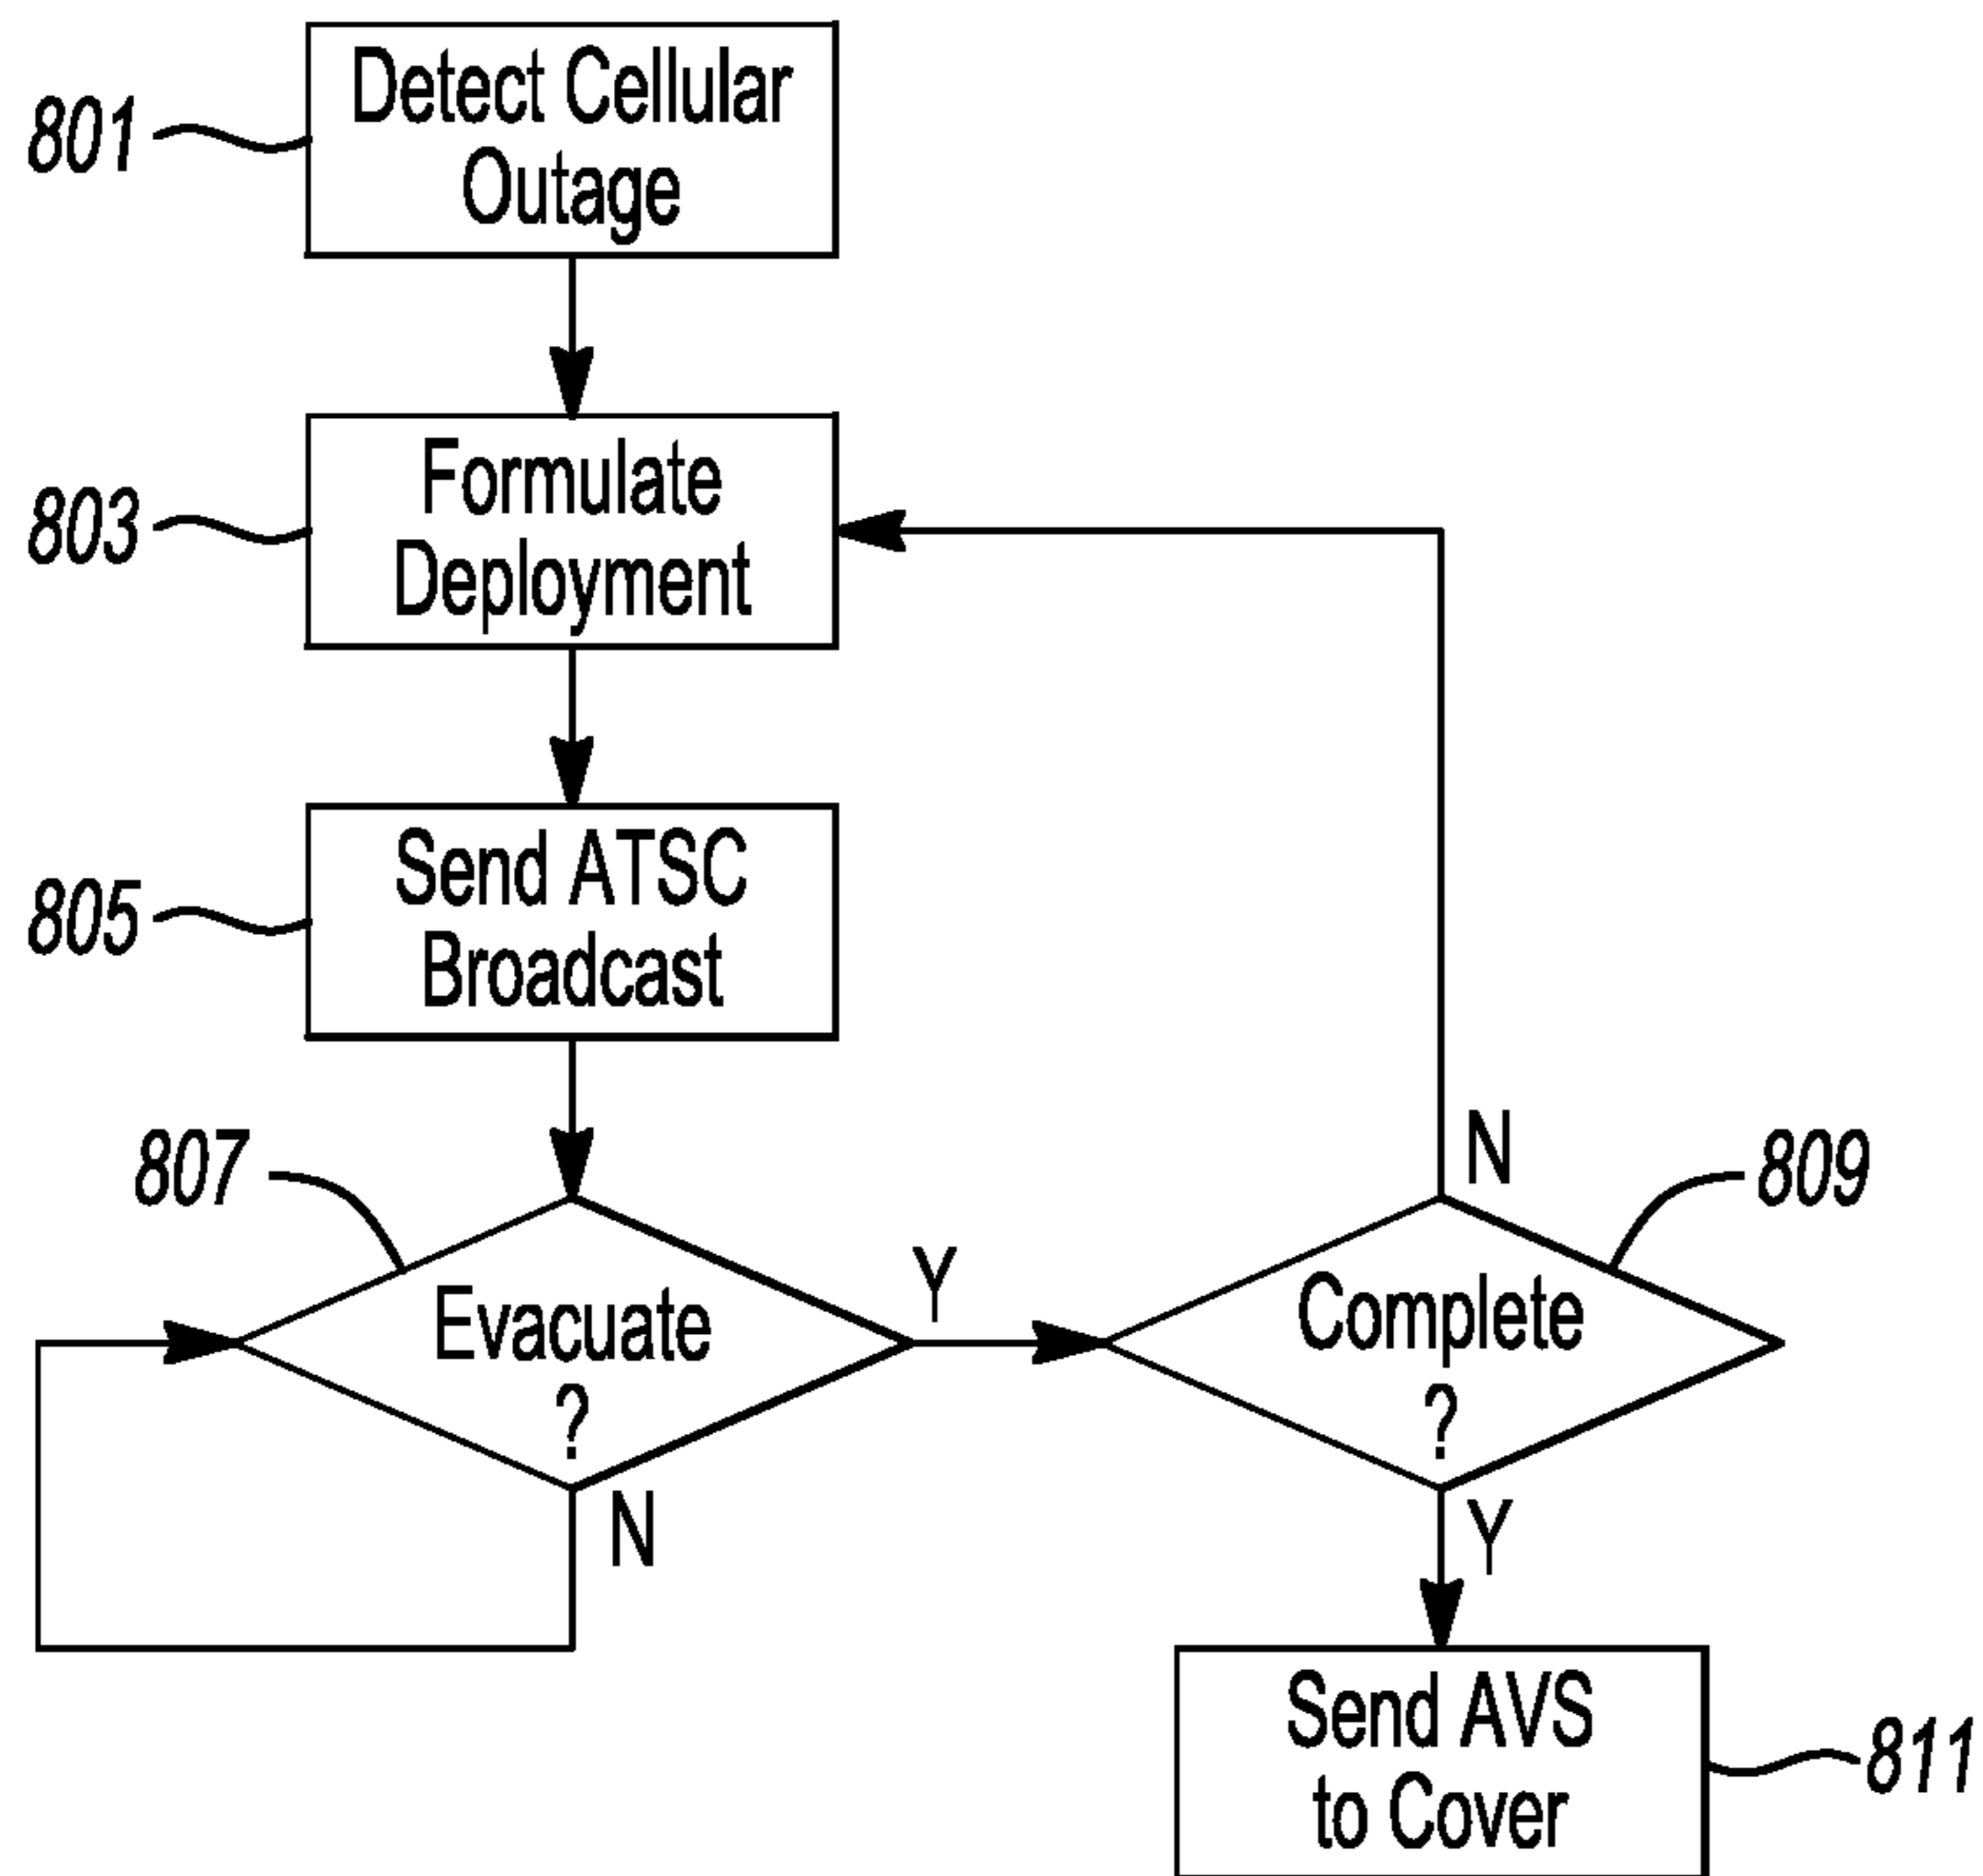 801
Detect Cellular
Outage
803
Formulate
Deployment
805
Send ATSC
Broadcast
807
Evacuate
?
Y
N
809
Complete
?
N
Y
Send AVS
to Cover
811